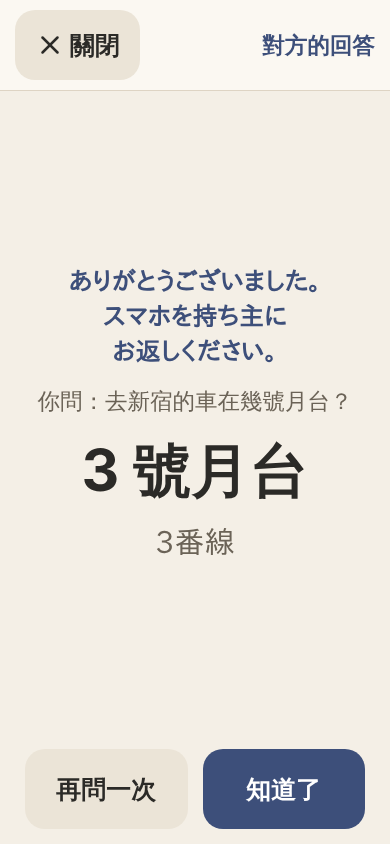 關閉
對方的回答
ありがとうございました。
スマホを持ち主に
お返しください。
你問：去新宿的車在幾號月台？
3 號月台
3番線
再問一次
知道了